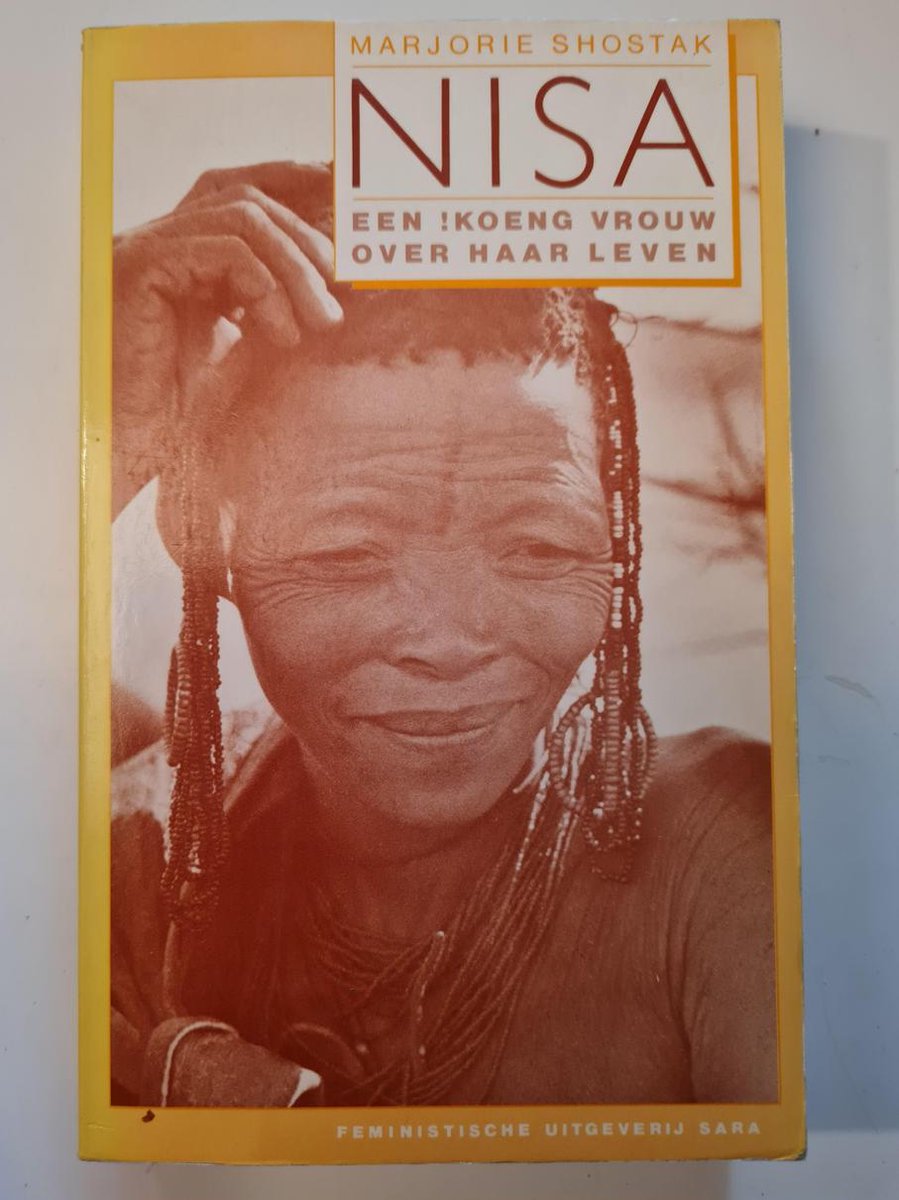 MARJORIE SHOSTAK
NISA
EEN !KOENG VROUW
OVER HAAR LEVEN
FEMINISTISCHE UITGEVERIJ SARA